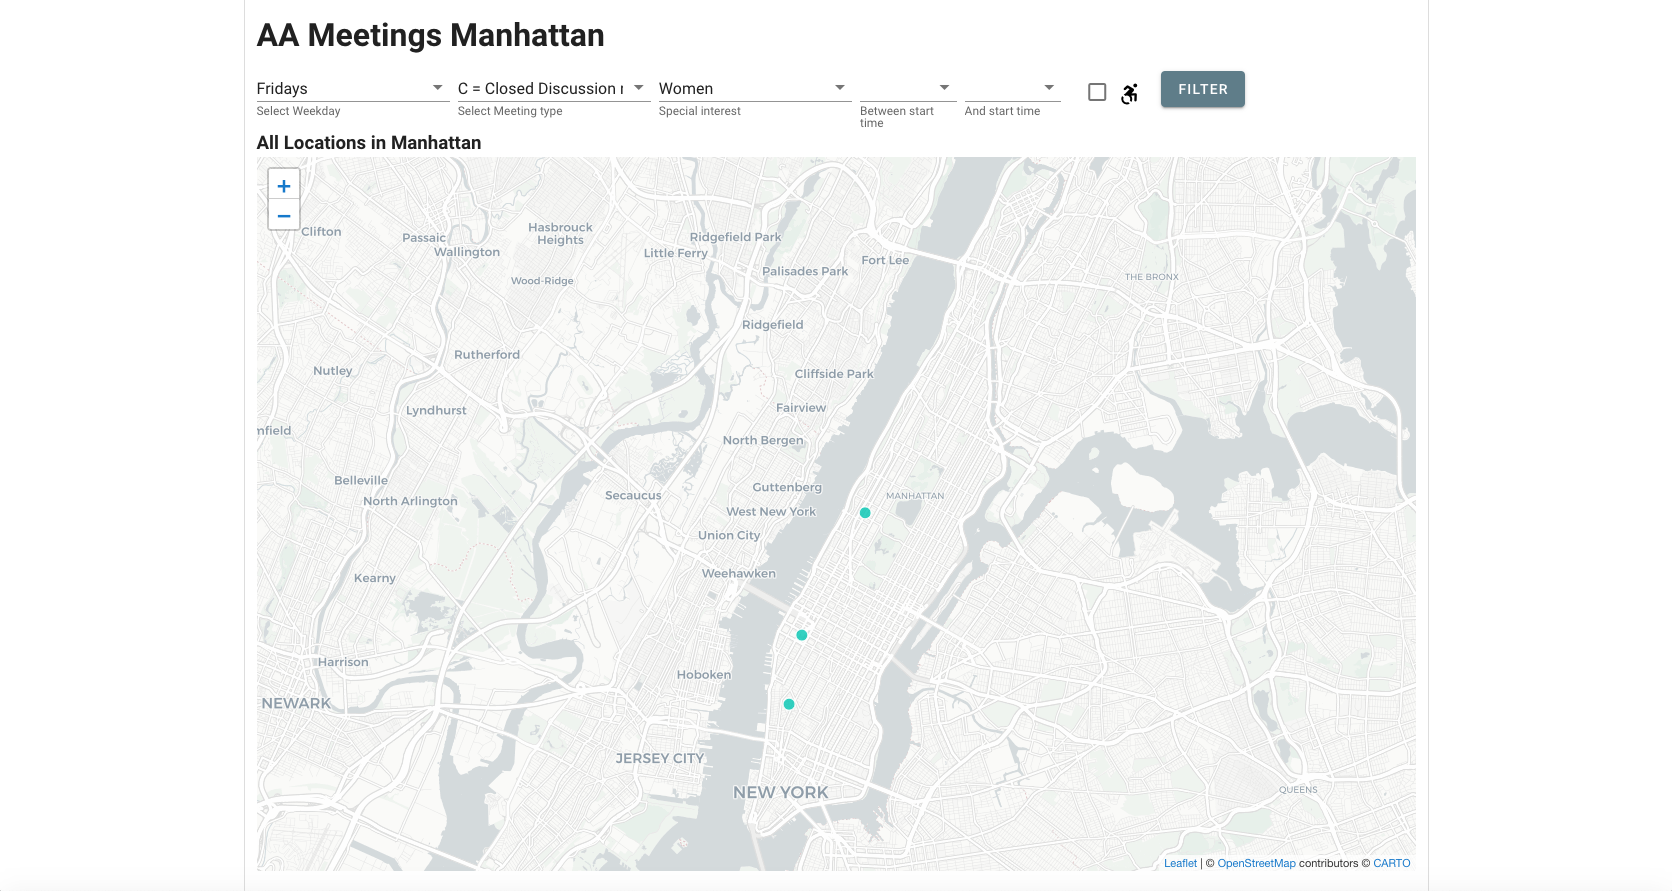 AA Meetings Manhattan
Fridays
C = Closed Discussion
Women
FILTER
Select Weekday
Select Meeting type
Special interest
Between start
time
And start time
All Locations in Manhattan
+
−
Clifton
Passaic
Wallington
Hasbrouck
Heights
Ridgefield Park
Little Ferry
Palisades Park
Fort Lee
THE BRONX
Wood-Ridge
Ridgefield
Rutherford
Nutley
Cliffside Park
Lyndhurst
Fairview
mfield
North Bergen
Belleville
North Arlington
Secaucus
Guttenberg
MANHATTAN
West New York
Union City
Weehawken
Kearny
Harrison
Hoboken
NEWARK
JERSEY CITY
NEW YORK
QUEENS
Leaflet | © OpenStreetMap contributors © CARTO